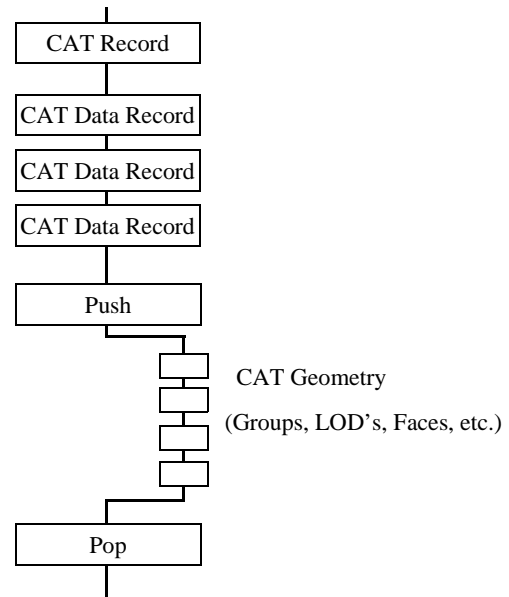 CAT Record
CAT Data Record
CAT Data Record
CAT Data Record
Push
CAT Geometry
(Groups, LOD's, Faces, etc.)
Pop